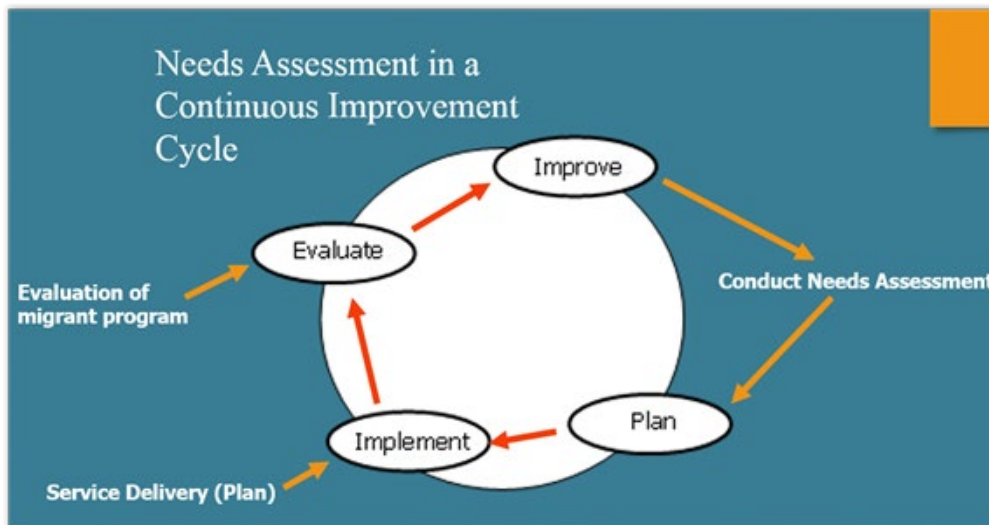 Needs Assessment in a
Continuous Improvement
Cycle
Improve
Evaluate
Evaluation of
migrant program
Conduct Needs Assessment
Plan
Implement
Service Delivery (Plan)